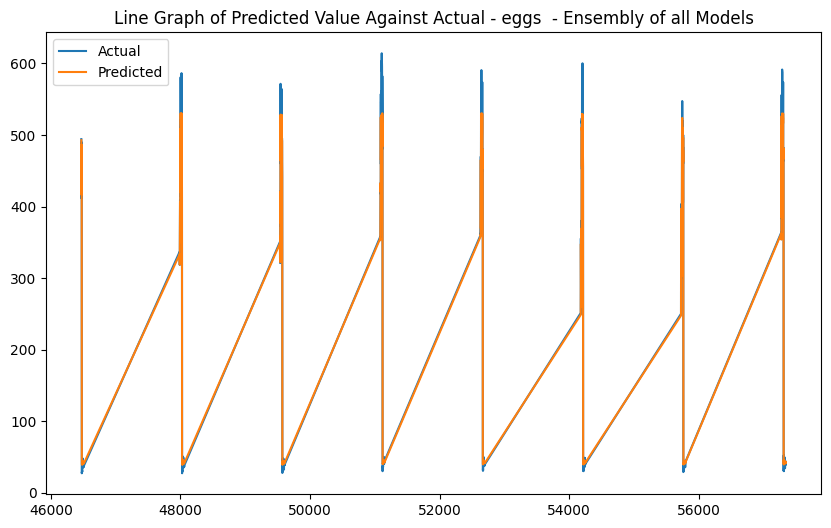 Line Graph of Predicted Value Against Actual - eggs  - Ensembly of all Models
Actual
Predicted
600
500
400
300
200
100
0
46000 48000 50000 52000 54000 56000